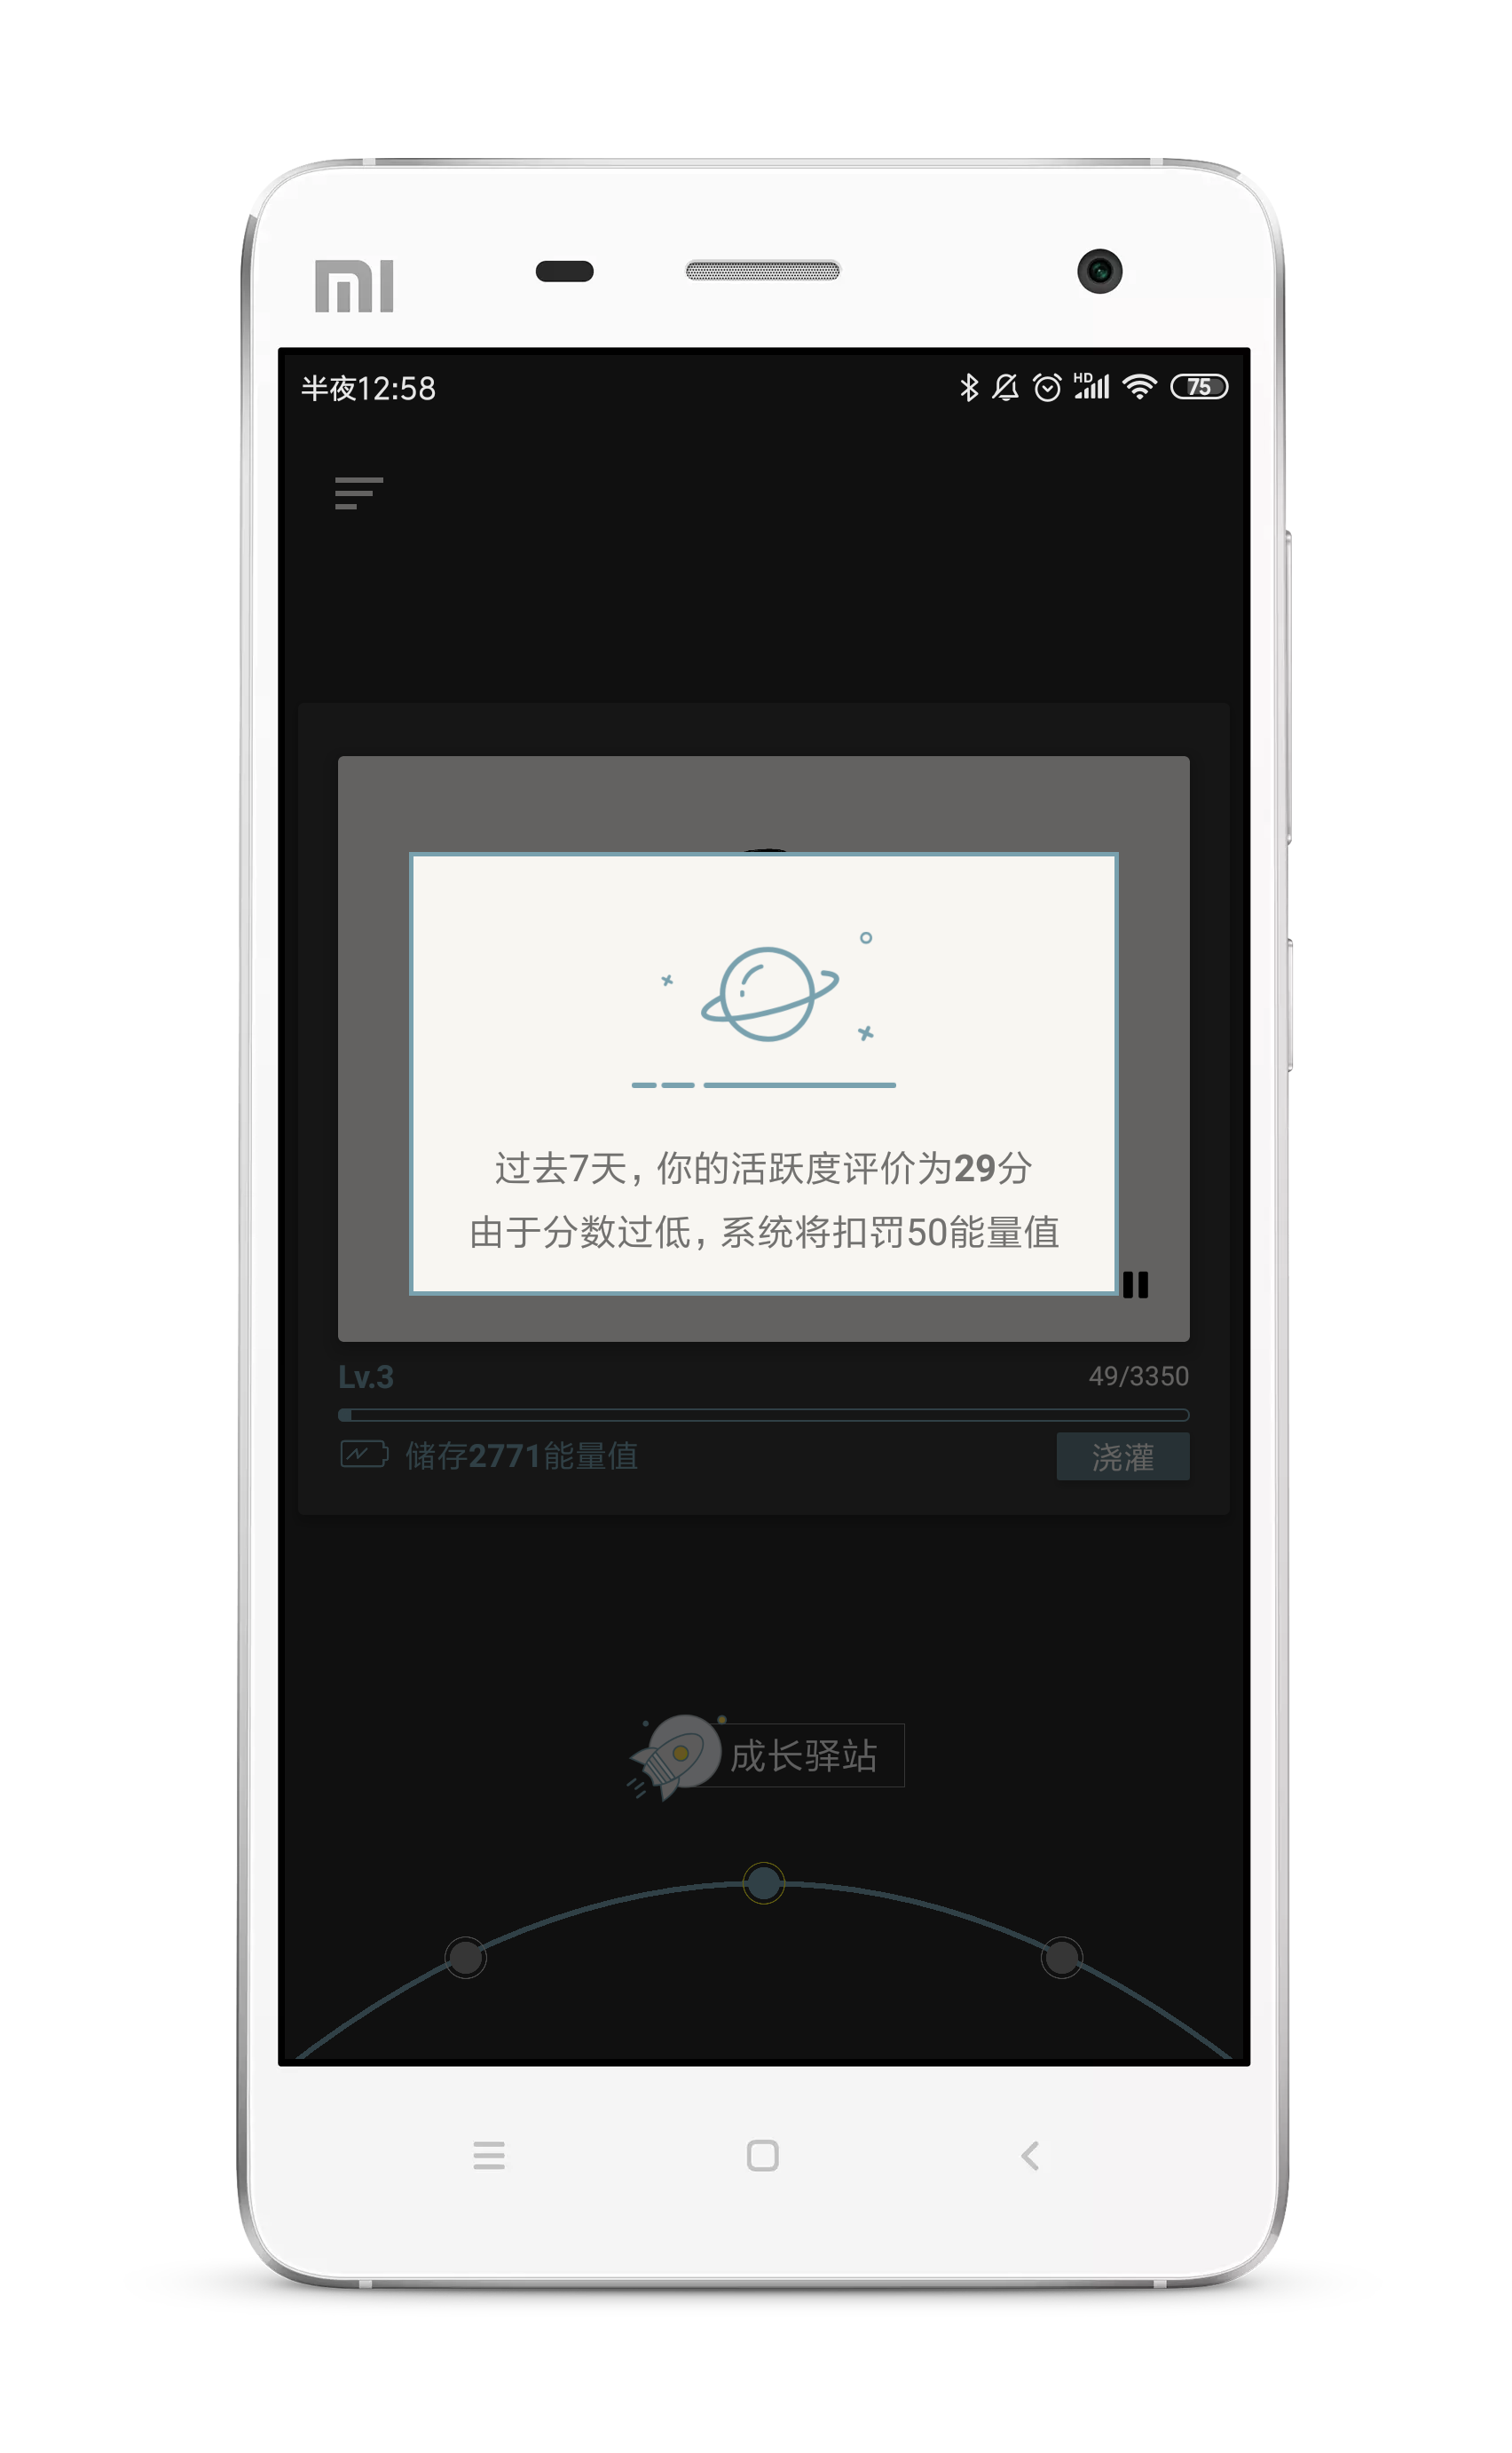 mi
半夜12:58
HD
75
过去7天，你的活跃度评价为29分
由于分数过低，系统将扣罚50能量值
Lv.3
49/3350
储存2771能量值
浇灌
成长驿站